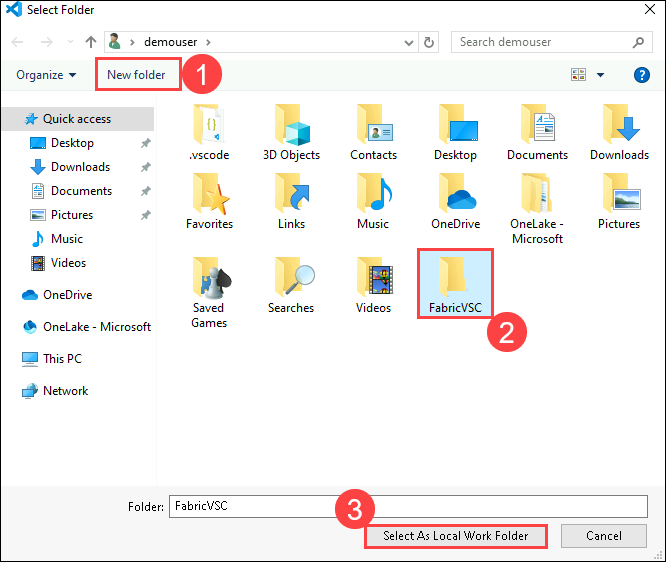 Select Folder
demouser
Search demouser
Organize
New folder
1
?
Quick access
Desktop
Downloads
Documents
Pictures
Music
Videos
OneDrive
OneLake - Microsoft
This PC
Network
.vscode
3D Objects
Contacts
Desktop
Documents
Downloads
Favorites
Links
Music
OneDrive
OneLake -
Microsoft
Pictures
Saved
Games
Searches
Videos
FabricVSC
2
Folder:
FabricVSC
3
Select As Local Work Folder
Cancel